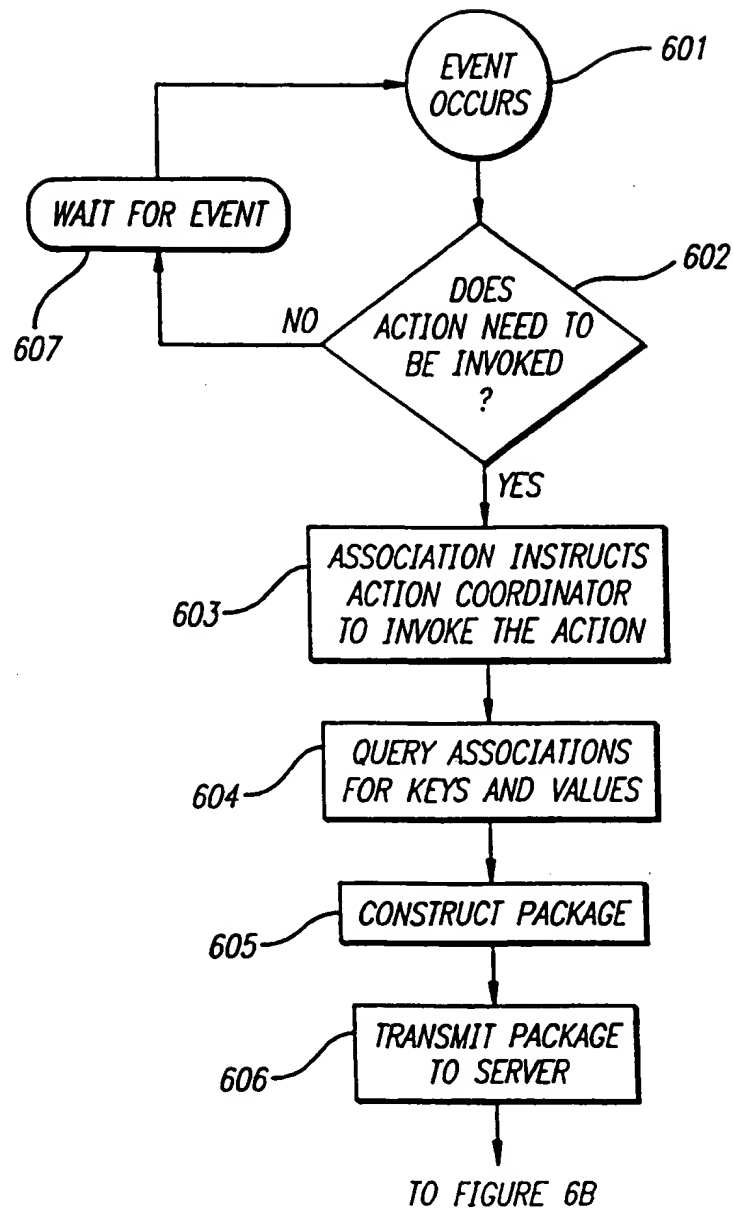 EVENT
OCCURS
601
WAIT FOR EVENT
607
DOES
ACTION NEED TO
BE INVOKED
?
602
NO
YES
ASSOCIATION INSTRUCTS
ACTION COORDINATOR
TO INVOKE THE ACTION
603
QUERY ASSOCIATIONS
FOR KEYS AND VALUES
604
CONSTRUCT PACKAGE
605
TRANSMIT PACKAGE
TO SERVER
606
TO FIGURE 6B